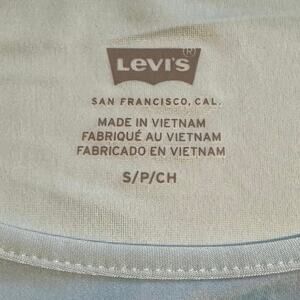 LEVI'S (R)
SAN FRANCISCO, CAL.
MADE IN VIETNAM
FABRIQUÉ AU VIETNAM
FABRICADO EN VIETNAM
S/P/CH